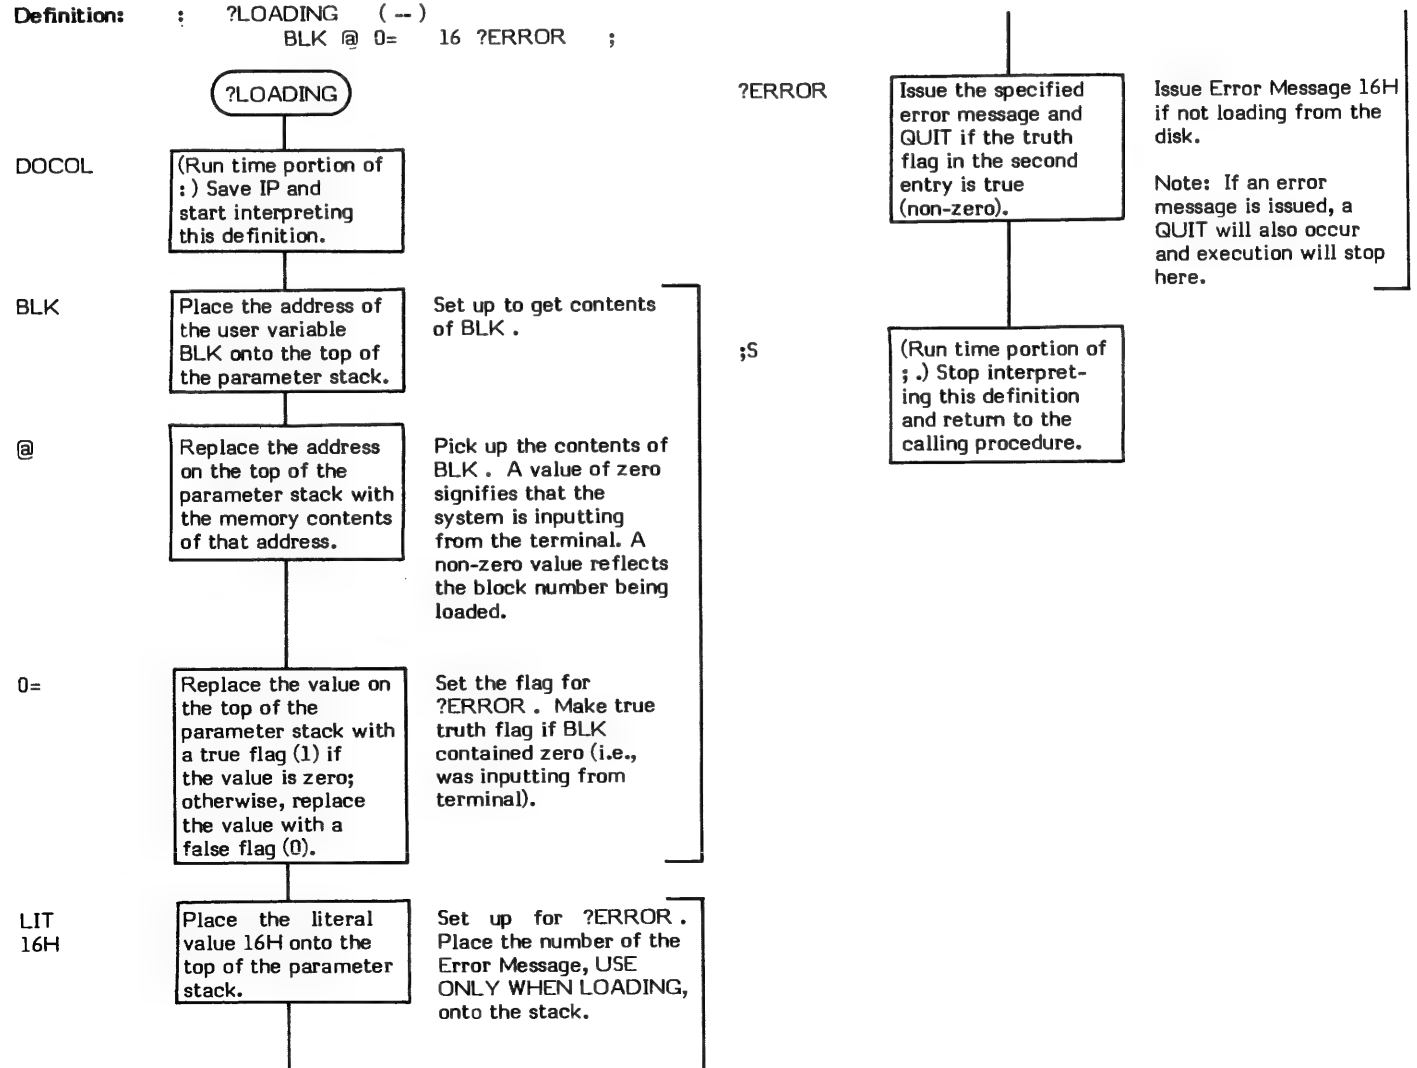 Definition: : ?LOADING ( -- )
BLK @ 0= 16 ?ERROR ;
?LOADING
DOCOL
(Run time portion of
: ) Save IP and
start interpreting
this definition.
BLK
Place the address of
the user variable
BLK onto the top of
the parameter stack.
Set up to get contents
of BLK .
@
Replace the address
on the top of the
parameter stack with
the memory contents
of that address.
Pick up the contents of
BLK . A value of zero
signifies that the
system is inputting
from the terminal. A
non-zero value reflects
the block number being
loaded.
0=
Replace the value on
the top of the
parameter stack with
a true flag (1) if
the value is zero;
otherwise, replace
the value with a
false flag (0).
Set the flag for
?ERROR . Make true
truth flag if BLK
contained zero (i.e.,
was inputting from
terminal).
LIT
16H
Place the literal
value 16H onto the
top of the parameter
stack.
Set up for ?ERROR .
Place the number of the
Error Message, USE
ONLY WHEN LOADING,
onto the stack.
?ERROR
Issue the specified
error message and
QUIT if the truth
flag in the second
entry is true
(non-zero).
Issue Error Message 16H
if not loading from the
disk.
Note: If an error
message is issued, a
QUIT will also occur
and execution will stop
here.
;S
(Run time portion of
; .) Stop interpret-
ing this definition
and return to the
calling procedure.